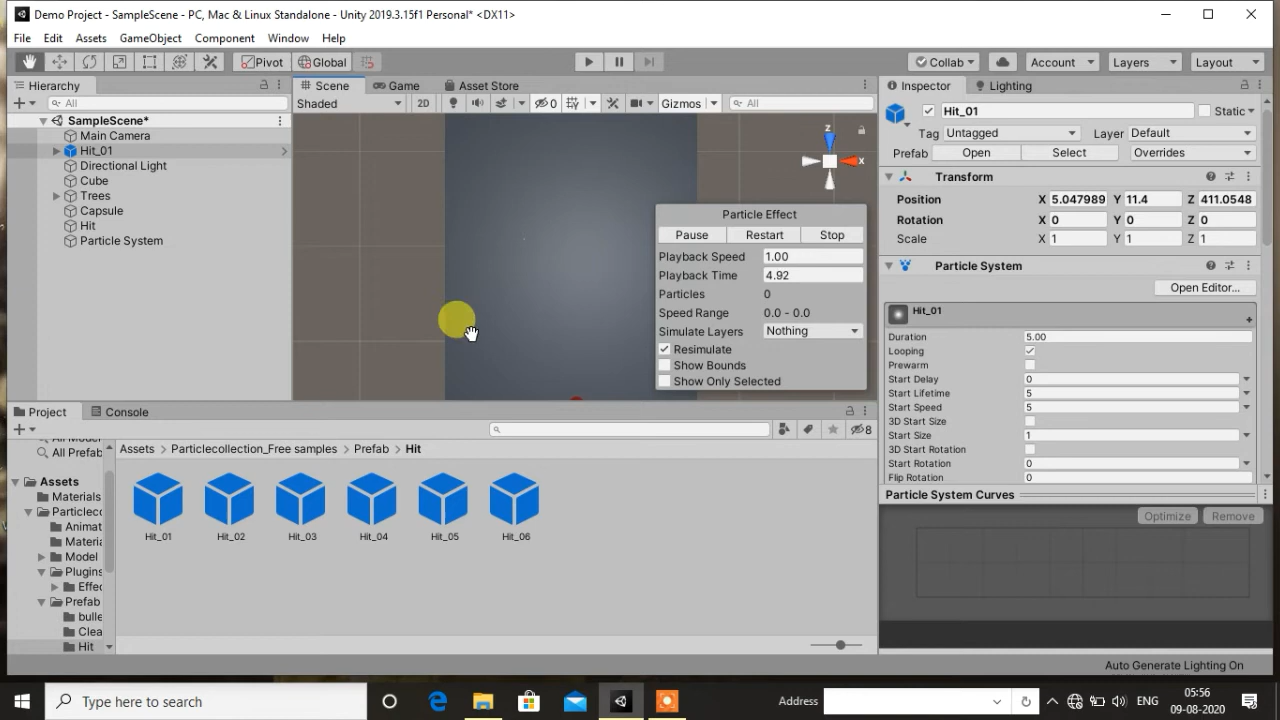 Demo Project - SampleScene - PC, Mac & Linux Standalone - Unity 2019.3.15f1 Personal* <DX11>
File Edit Assets GameObject Component Window Help
Pivot Global Collab Account Layers Layout
Hierarchy
All
SampleScene*
Main Camera
Hit_01
Directional Light
Cube
Trees
Capsule
Hit
Particle System
Scene Game Asset Store
Shaded 2D 0 Gizmos All
z
x
Particle Effect
Pause Restart Stop
Playback Speed 1.00
Playback Time 4.92
Particles 0
Speed Range 0.0 - 0.0
Simulate Layers Nothing
Resimulate
Show Bounds
Show Only Selected
Inspector Lighting
Hit_01 Static
Tag Untagged Layer Default
Prefab Open Select Overrides
Transform
Position X 5.047989 Y 11.4 Z 411.0548
Rotation X 0 Y 0 Z 0
Scale X 1 Y 1 Z 1
Particle System
Open Editor...
Hit_01
Duration 5.00
Looping
Prewarm
Start Delay 0
Start Lifetime 5
Start Speed 5
3D Start Size
Start Size 1
3D Start Rotation
Start Rotation 0
Flip Rotation 0
Particle System Curves
Optimize Remove
Project Console
8
All Prefab
Assets
Materials
Particlecc
Animat
Materia
Model
Plugins
Effec
Prefab
bulle
Clea
Hit
Assets Particlecollection_Free samples Prefab Hit
Hit_01 Hit_02 Hit_03 Hit_04 Hit_05 Hit_06
Auto Generate Lighting On
Type here to search
Address
ENG
05:56
09-08-2020